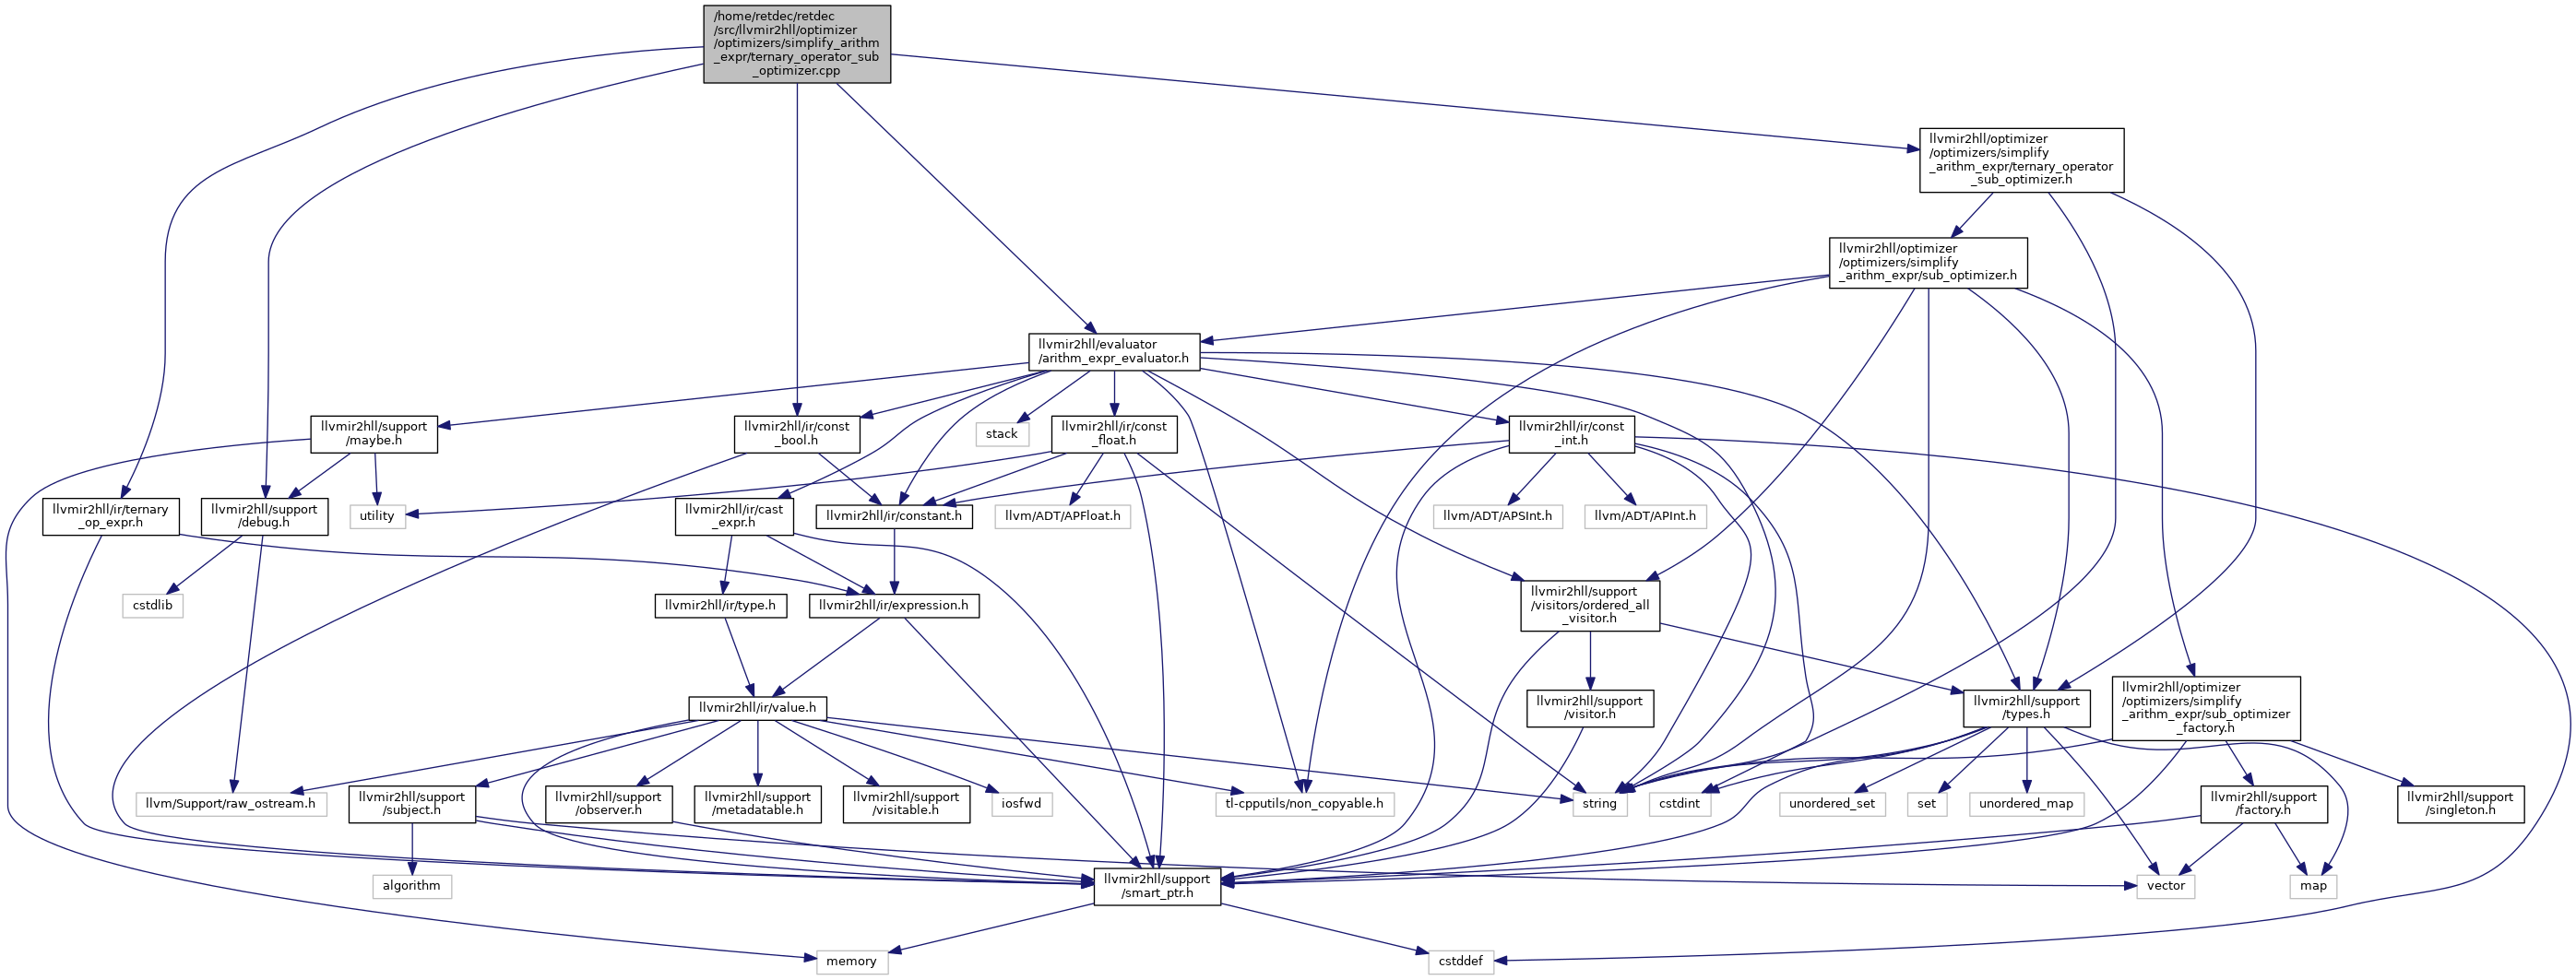 /home/retdec/retdec
/src/llvmir2hll/optimizer
/optimizers/simplify_arithm
_expr/ternary_operator_sub
_optimizer.cpp
llvmir2hll/optimizer
/optimizers/simplify
_arithm_expr/ternary_operator
_sub_optimizer.h
llvmir2hll/optimizer
/optimizers/simplify
_arithm_expr/sub_optimizer.h
llvmir2hll/evaluator
/arithm_expr_evaluator.h
llvmir2hll/support
/maybe.h
llvmir2hll/ir/const
_bool.h
stack
llvmir2hll/ir/const
_float.h
llvmir2hll/ir/const
_int.h
llvmir2hll/ir/ternary
_op_expr.h
llvmir2hll/support
/debug.h
utility
llvmir2hll/ir/cast
_expr.h
llvmir2hll/ir/constant.h
llvm/ADT/APFloat.h
llvm/ADT/APSInt.h
llvm/ADT/APInt.h
cstdlib
llvmir2hll/ir/type.h
llvmir2hll/ir/expression.h
llvmir2hll/support
/visitors/ordered_all
_visitor.h
llvmir2hll/ir/value.h
llvmir2hll/support
/visitor.h
llvmir2hll/support
/types.h
llvmir2hll/optimizer
/optimizers/simplify
_arithm_expr/sub_optimizer
_factory.h
llvm/Support/raw_ostream.h
llvmir2hll/support
/subject.h
llvmir2hll/support
/observer.h
llvmir2hll/support
/metadatable.h
llvmir2hll/support
/visitable.h
iosfwd
tl-cpputils/non_copyable.h
string
cstdint
unordered_set
set
unordered_map
llvmir2hll/support
/factory.h
llvmir2hll/support
/singleton.h
algorithm
llvmir2hll/support
/smart_ptr.h
vector
map
memory
cstddef